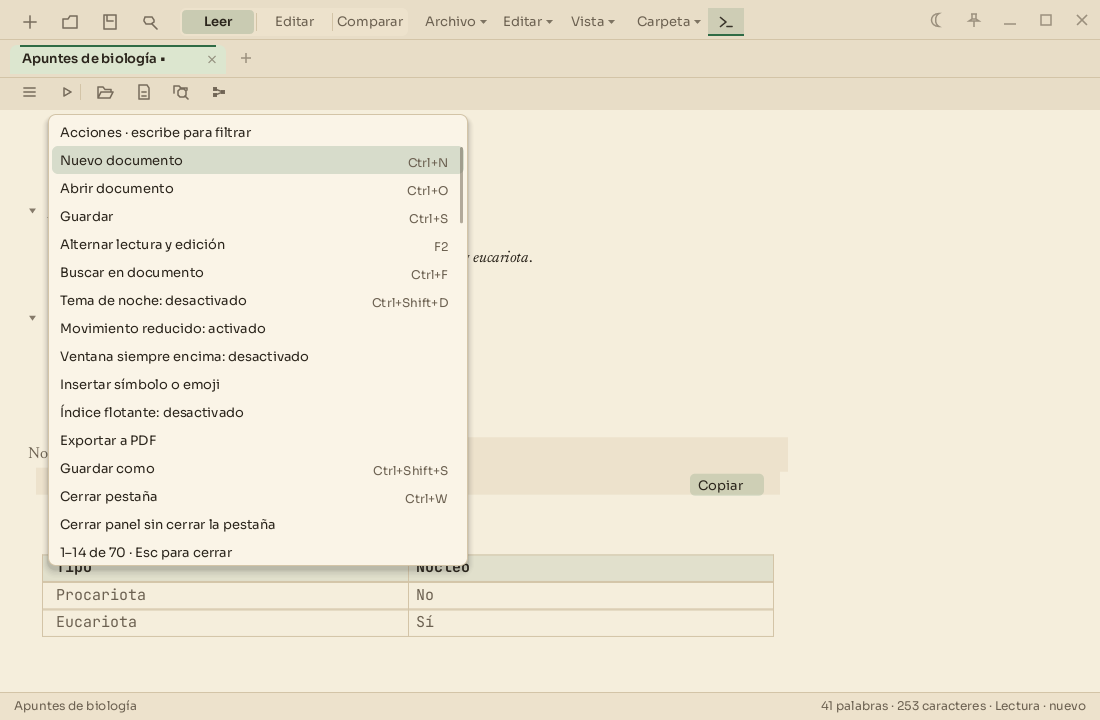 Leer Editar Comparar Archivo Editar Vista Carpeta
Apuntes de biología •
Acciones · escribe para filtrar
Nuevo documento Ctrl+N
Abrir documento Ctrl+O
Guardar Ctrl+S
Alternar lectura y edición F2
Buscar en documento Ctrl+F
Tema de noche: desactivado Ctrl+Shift+D
Movimiento reducido: activado
Ventana siempre encima: desactivado
Insertar símbolo o emoji
Índice flotante: desactivado
Exportar a PDF
Guardar como Ctrl+Shift+S
Cerrar pestaña Ctrl+W
Cerrar panel sin cerrar la pestaña
1–14 de 70 · Esc para cerrar
y eucariota.
No
Copiar
Tipo Núcleo
Procariota No
Eucariota Sí
Apuntes de biología 41 palabras · 253 caracteres · Lectura · nuevo